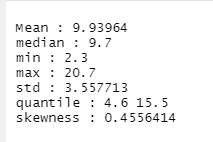 Mean : 9.93964
median : 9.7
min : 2.3
max : 20.7
std : 3.557713
quantile : 4.6 15.5
skewness : 0.4556414